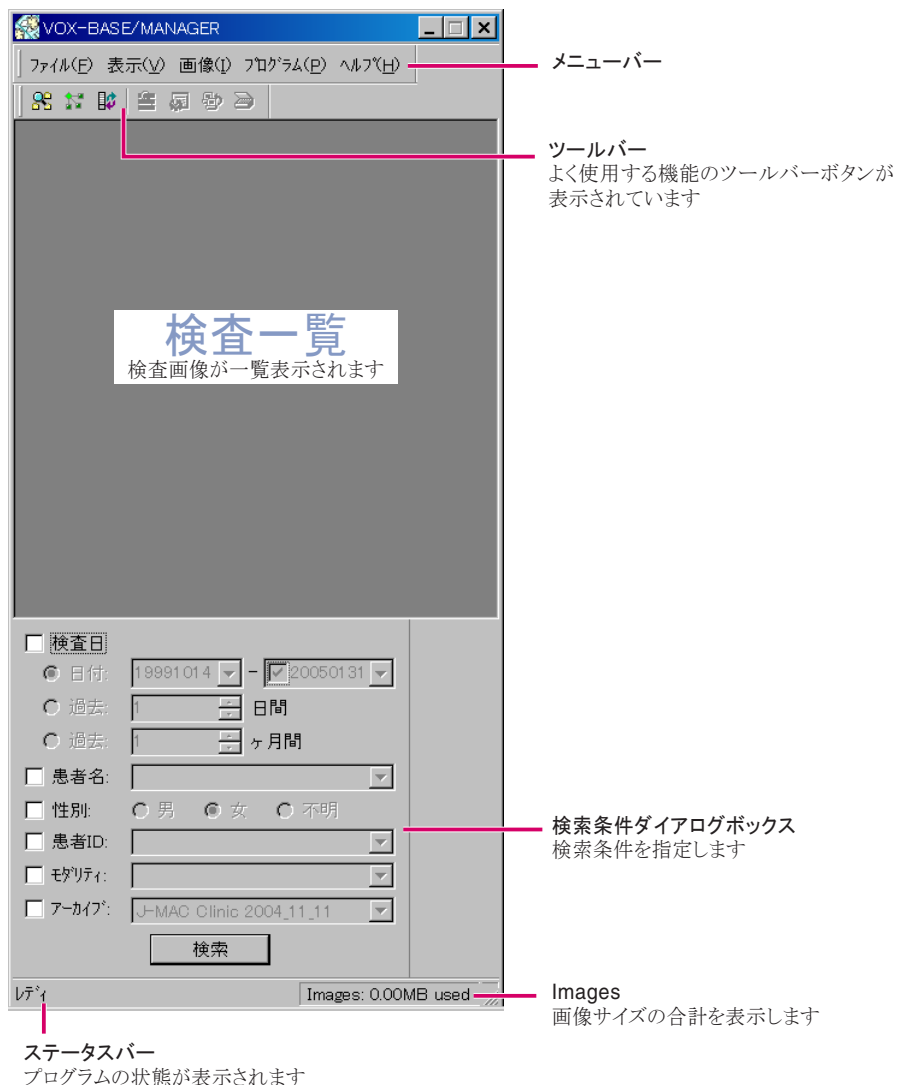 VOX-BASE/MANAGER
ファイル(F) 表示(V) 画像(I) プログラム(P) ヘルプ(H)
メニューバー
ツールバー
よく使用する機能のツールバーボタンが
表示されています
検査一覧
検査画像が一覧表示されます
検査日
日付: 19991014 - 20050131
過去: 1 日間
過去: 1 ヶ月間
患者名:
性別: 男 女 不明
患者ID:
モダリティ:
アーカイブ: J-MAC Clinic 2004_11_11
検索
検索条件ダイアログボックス
検索条件を指定します
レディ
Images: 0.00MB used
Images
画像サイズの合計を表示します
ステータスバー
プログラムの状態が表示されます